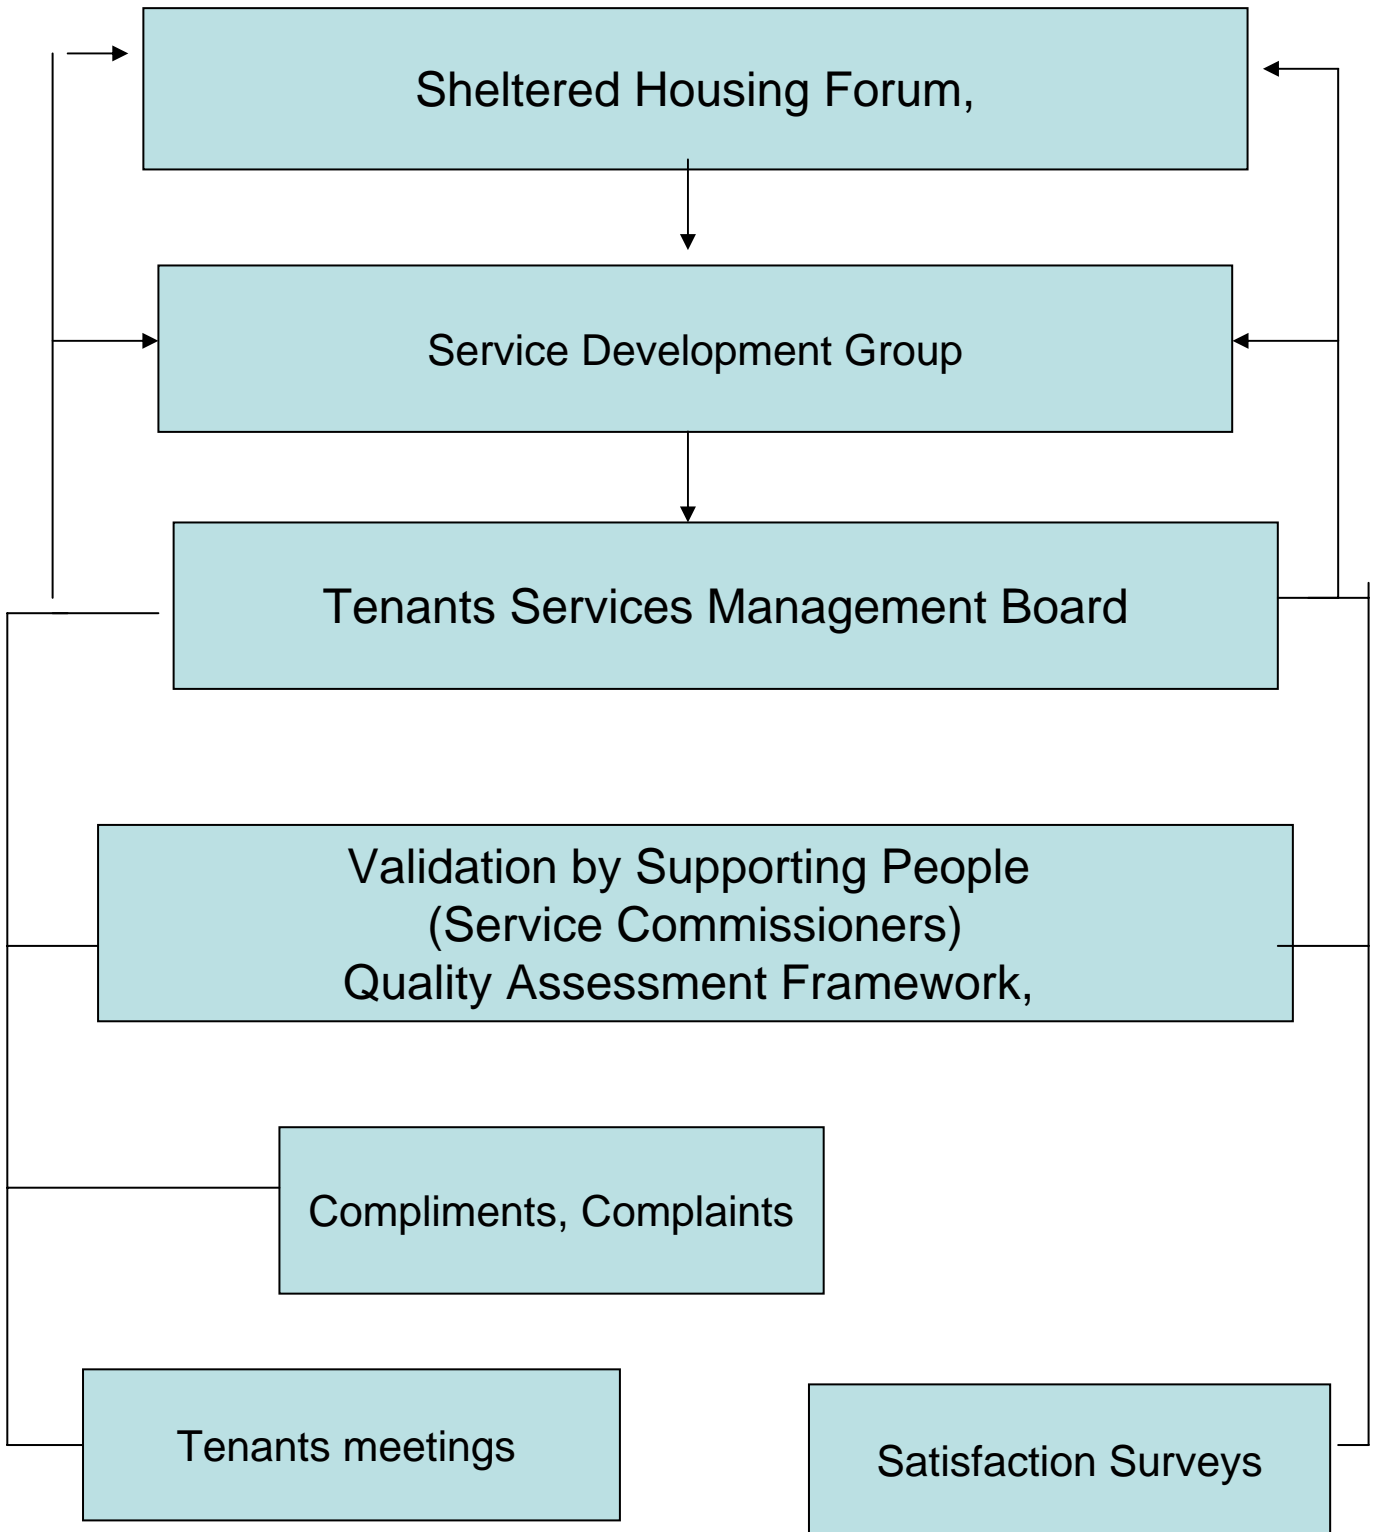 Sheltered Housing Forum,
Service Development Group
Tenants Services Management Board
Validation by Supporting People
(Service Commissioners)
Quality Assessment Framework,
Compliments, Complaints
Tenants meetings
Satisfaction Surveys